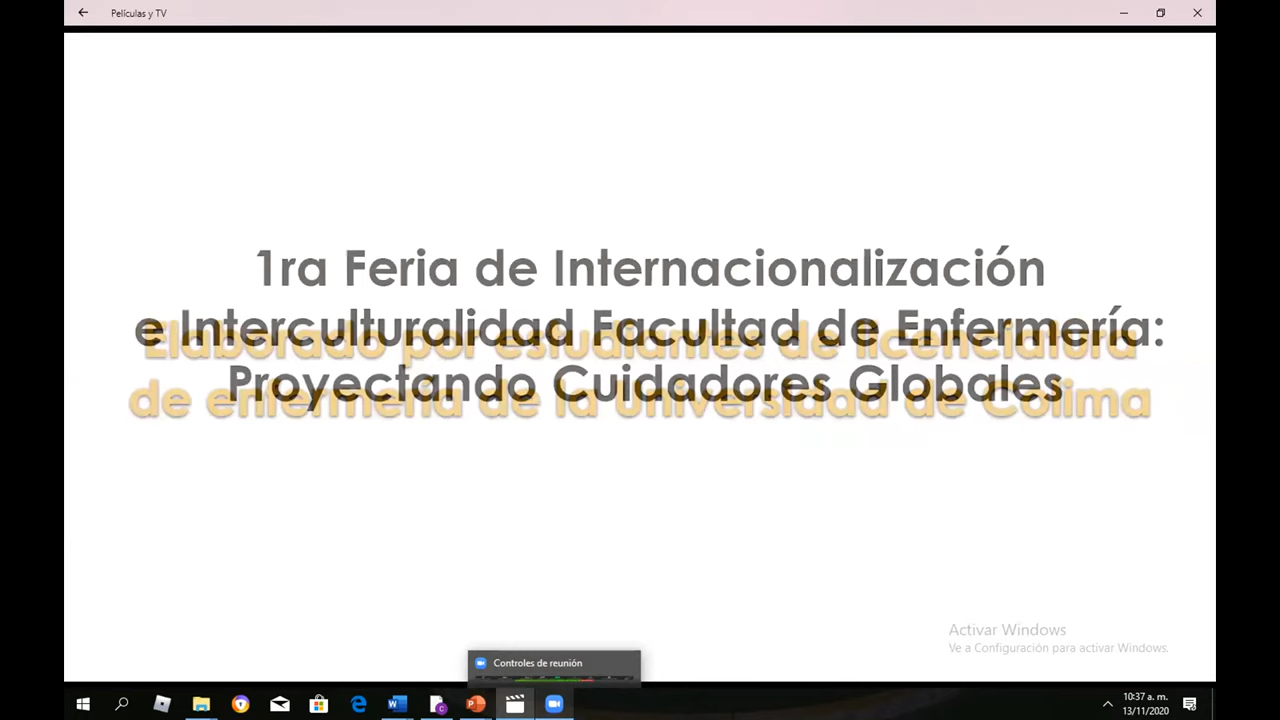 Películas y TV
1ra Feria de Internacionalización
e Interculturalidad Facultad de Enfermería:
Elaborado por estudiantes de licenciatura
Proyectando Cuidadores Globales
de enfermería de la Universidad de Colima
Activar Windows
Ve a Configuración para activar Windows.
Controles de reunión
10:37 a. m.
13/11/2020